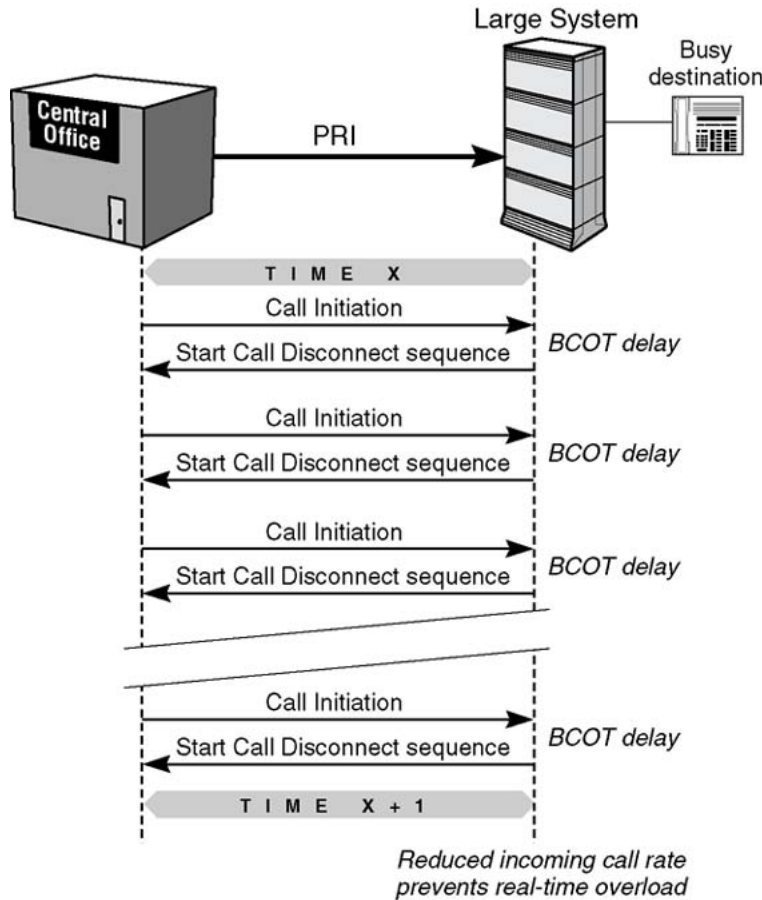 Large System
Busy
destination
Central
Office
PRI
TIME X
Call Initiation
BCOT delay
Start Call Disconnect sequence
Call Initiation
BCOT delay
Start Call Disconnect sequence
Call Initiation
BCOT delay
Start Call Disconnect sequence
Call Initiation
BCOT delay
Start Call Disconnect sequence
TIME X + 1
Reduced incoming call rate
prevents real-time overload